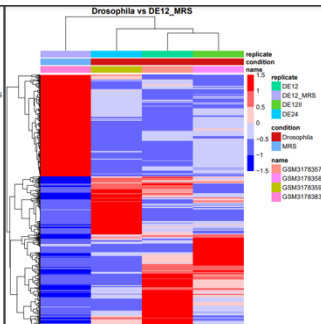 Drosophila vs DE12_MRS
replicate
condition
name
1.5
1
0.5
0
−0.5
−1
−1.5
replicate
DE12
DE12_MRS
DE12II
DE24
condition
Drosophila
MRS
name
GSM3178357
GSM3178358
GSM3178359
GSM3178383